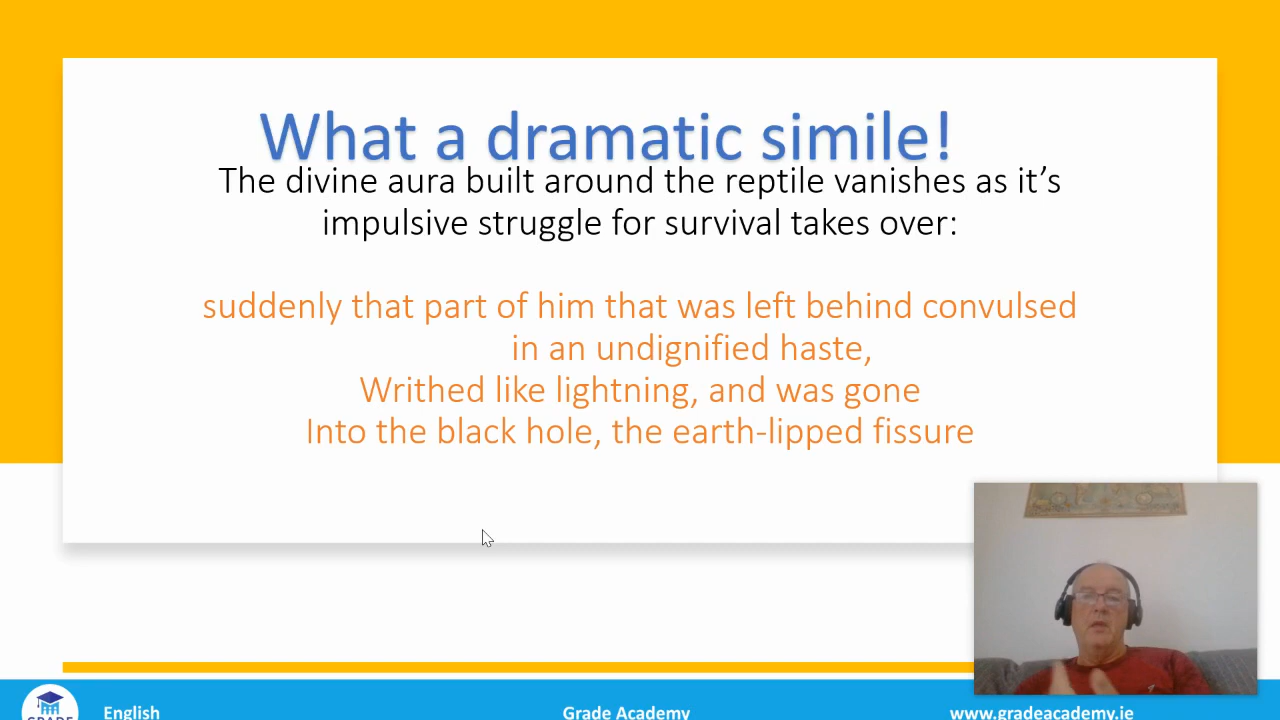 What a dramatic simile!
The divine aura built around the reptile vanishes as it’s
impulsive struggle for survival takes over:
suddenly that part of him that was left behind convulsed
in an undignified haste,
Writhed like lightning, and was gone
Into the black hole, the earth-lipped fissure
GRADE
English
Grade Academy
www.gradeacademy.ie